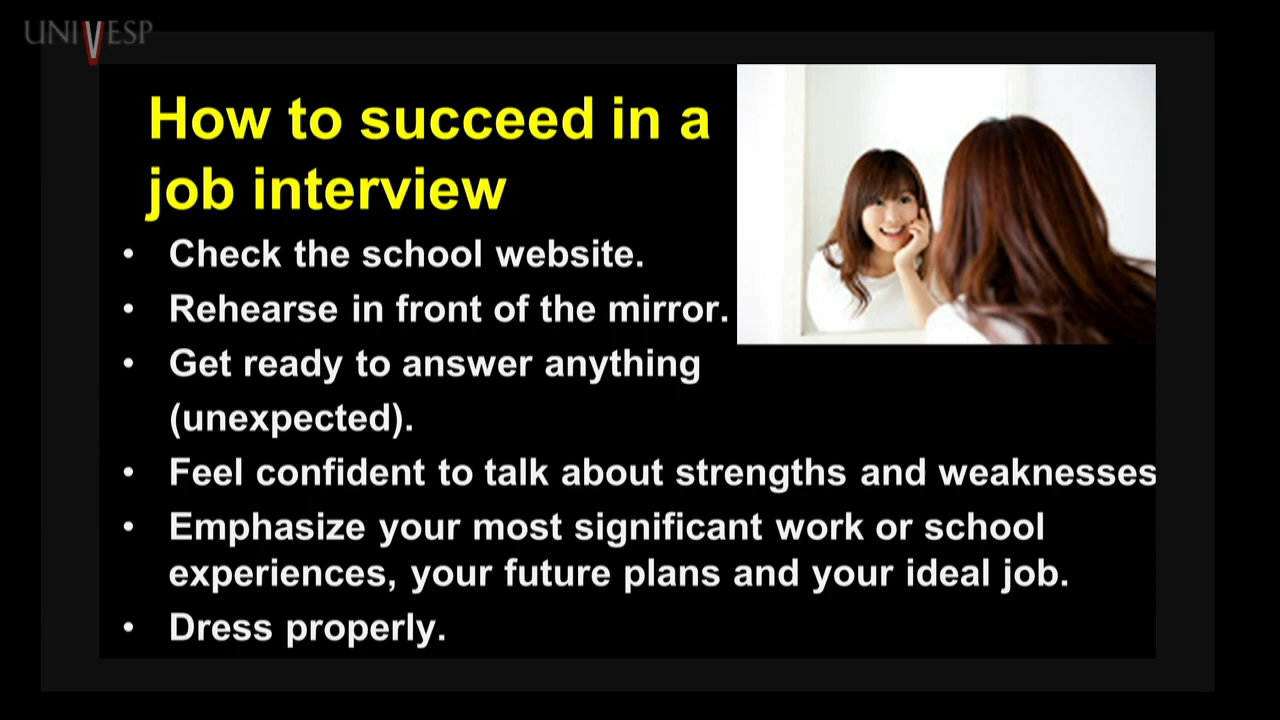 UNIVESP
How to succeed in a
job interview
• Check the school website.
• Rehearse in front of the mirror.
• Get ready to answer anything
(unexpected).
• Feel confident to talk about strengths and weaknesses
• Emphasize your most significant work or school
experiences, your future plans and your ideal job.
• Dress properly.